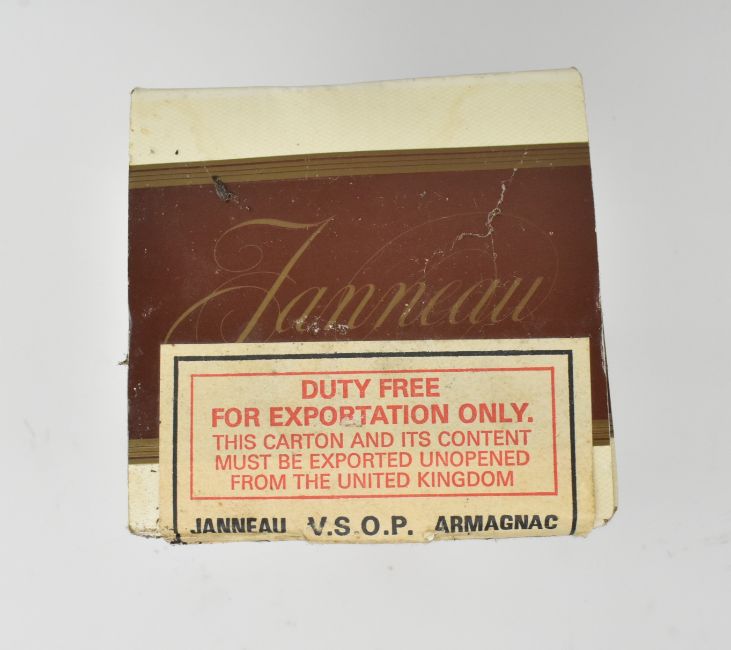 Janneau
DUTY FREE
FOR EXPORTATION ONLY.
THIS CARTON AND ITS CONTENT
MUST BE EXPORTED UNOPENED
FROM THE UNITED KINGDOM
JANNEAU V.S.O.P. ARMAGNAC